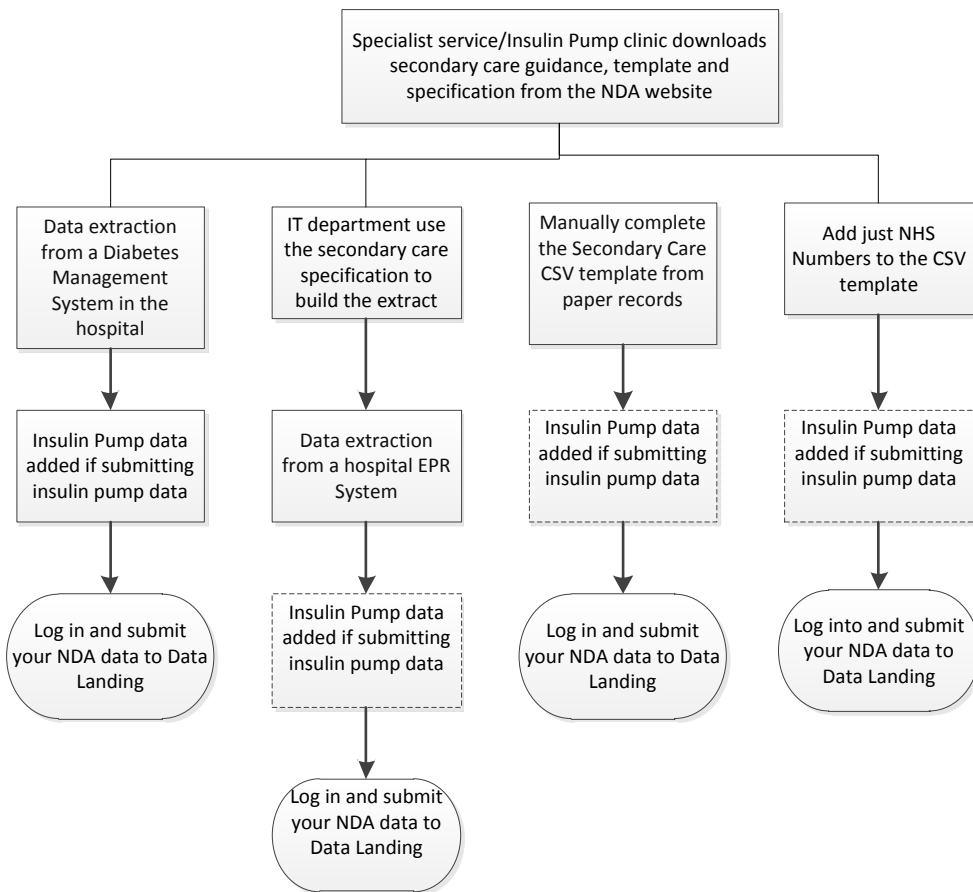 Specialist service/Insulin Pump clinic downloads
secondary care guidance, template and
specification from the NDA website
Data extraction
from a Diabetes
Management
System in the
hospital
IT department use
the secondary care
specification to
build the extract
Manually complete
the Secondary Care
CSV template from
paper records
Add just NHS
Numbers to the CSV
template
Insulin Pump data
added if submitting
insulin pump data
Data extraction
from a hospital EPR
System
Insulin Pump data
added if submitting
insulin pump data
Insulin Pump data
added if submitting
insulin pump data
Log in and submit
your NDA data to Data
Landing
Insulin Pump data
added if submitting
insulin pump data
Log in and submit
your NDA data to Data
Landing
Log into and submit
your NDA data to
Data Landing
Log in and submit
your NDA data to
Data Landing